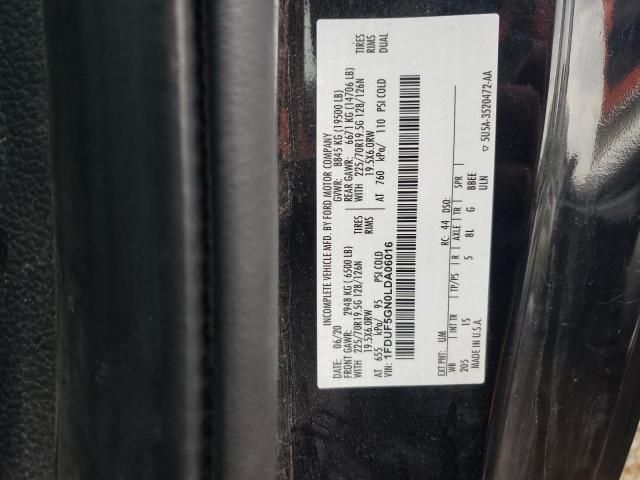 INCOMPLETE VEHICLE MFD. BY FORD MOTOR COMPANY
DATE: 06/20 GVWR: 8845 KG (19500 LB)
FRONT GAWR: 2948 KG (6500 LB) REAR GAWR: 6671 KG (14706 LB)
WITH 225/70R19.5G 128/126N TIRES WITH 225/70R19.5G 128/126N TIRES
19.5X6.0RW RIMS 19.5X6.0RW RIMS
AT 655 kPa/ 95 PSI COLD AT 760 kPa/ 110 PSI COLD DUAL
VIN: 1FDUF5GN0LDA06016
EXT PNT: UM RC: 44 DSO:
WB INT TR TP/PS R AXLE TR SPR
205 15 5 8L G BBEE
MADE IN U.S.A. ULN
▽ 5U5A-3520472-AA